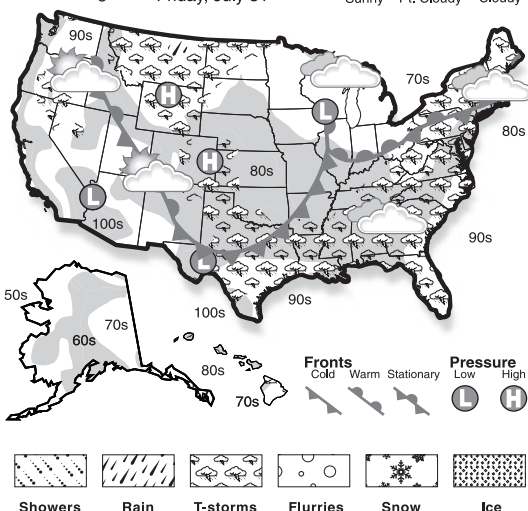 Friday, July 31
Sunny Pt. Cloudy Cloudy
90s
70s
H
L
80s
H
80s
L
100s
90s
L
50s
100s
90s
70s
60s
80s
70s
Fronts
Cold Warm Stationary
Pressure
Low High
L H
Showers Rain T-storms Flurries Snow Ice